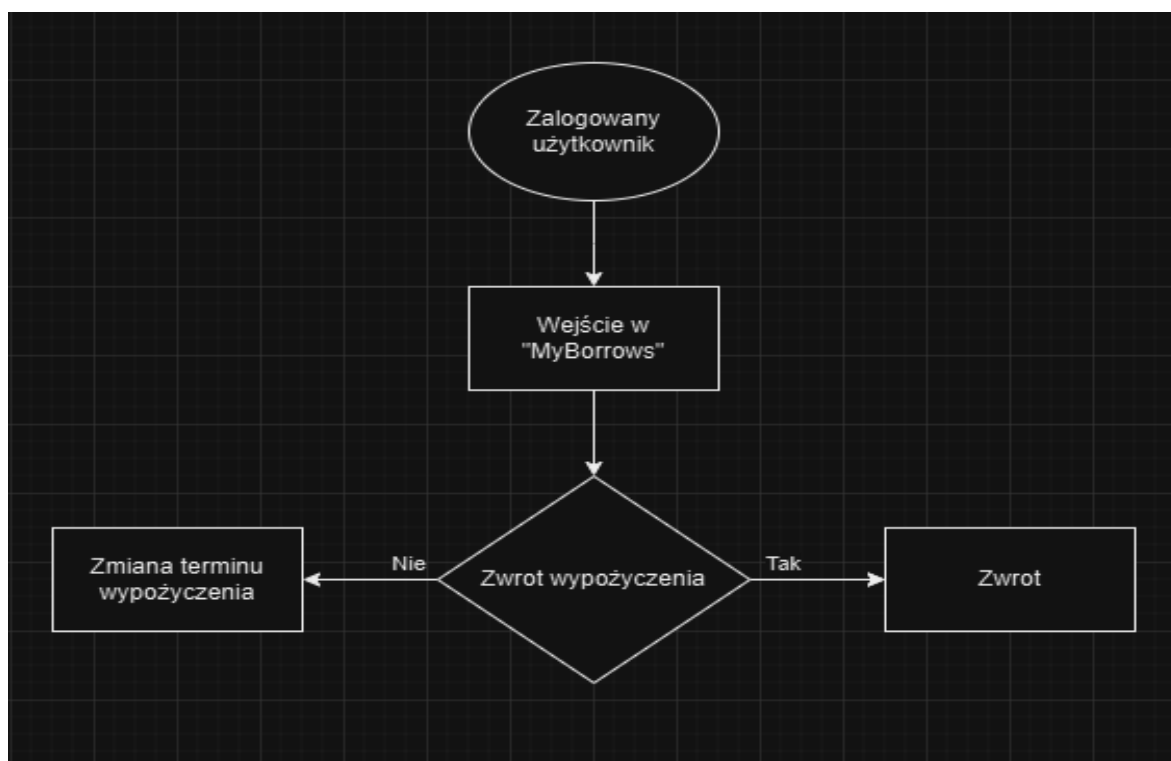 Zalogowany
użytkownik
Wejście w
"MyBorrows"
Zmiana terminu
wypożyczenia
Nie
Zwrot wypożyczenia
Tak
Zwrot